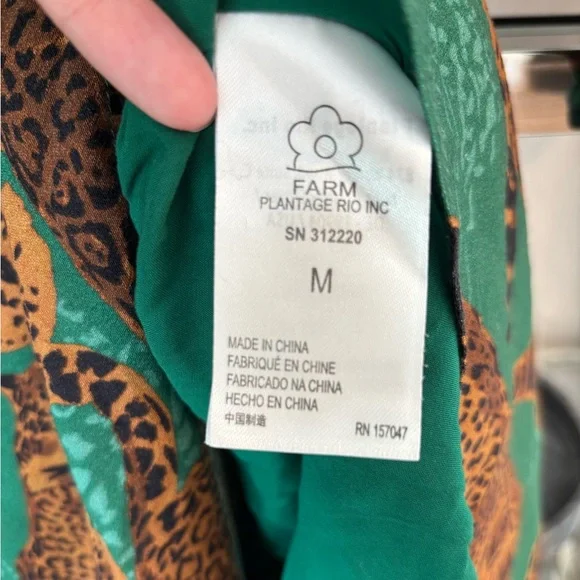 FARM
PLANTAGE RIO INC
SN 312220
M
MADE IN CHINA
FABRIQUÉ EN CHINE
FABRICADO NA CHINA
HECHO EN CHINA
中国制造
RN 157047